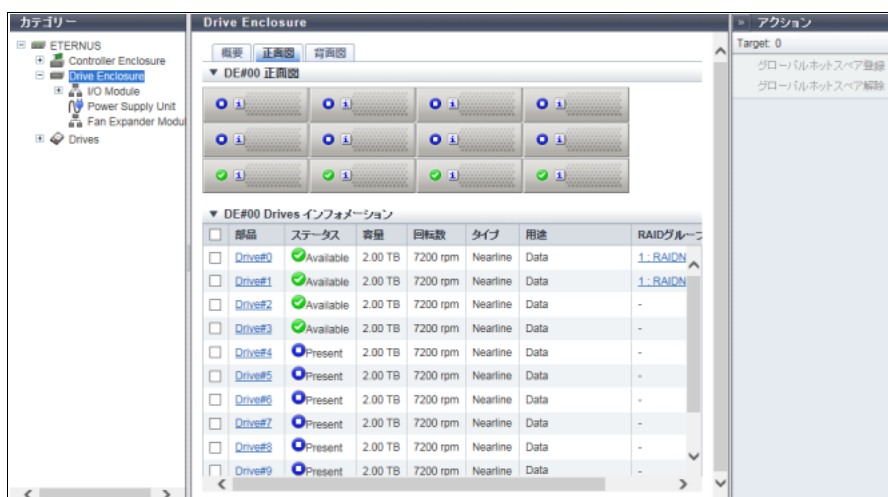 カテゴリー
Drive Enclosure
» アクション
ETERNUS
Controller Enclosure
Drive Enclosure
I/O Module
Power Supply Unit
Fan Expander Modul
Drives
概要 正面図 背面図
▼ DE#00 正面図
▼ DE#00 Drives インフォメーション
部品 ステータス 容量 回転数 タイプ 用途 RAIDグループ
Drive#0 Available 2.00 TB 7200 rpm Nearline Data 1 : RAIDN
Drive#1 Available 2.00 TB 7200 rpm Nearline Data 1 : RAIDN
Drive#2 Available 2.00 TB 7200 rpm Nearline Data -
Drive#3 Available 2.00 TB 7200 rpm Nearline Data -
Drive#4 Present 2.00 TB 7200 rpm Nearline Data -
Drive#5 Present 2.00 TB 7200 rpm Nearline Data -
Drive#6 Present 2.00 TB 7200 rpm Nearline Data -
Drive#7 Present 2.00 TB 7200 rpm Nearline Data -
Drive#8 Present 2.00 TB 7200 rpm Nearline Data -
Drive#9 Present 2.00 TB 7200 rpm Nearline Data -
Target: 0
グローバルホットスペア登録
グローバルホットスペア解除